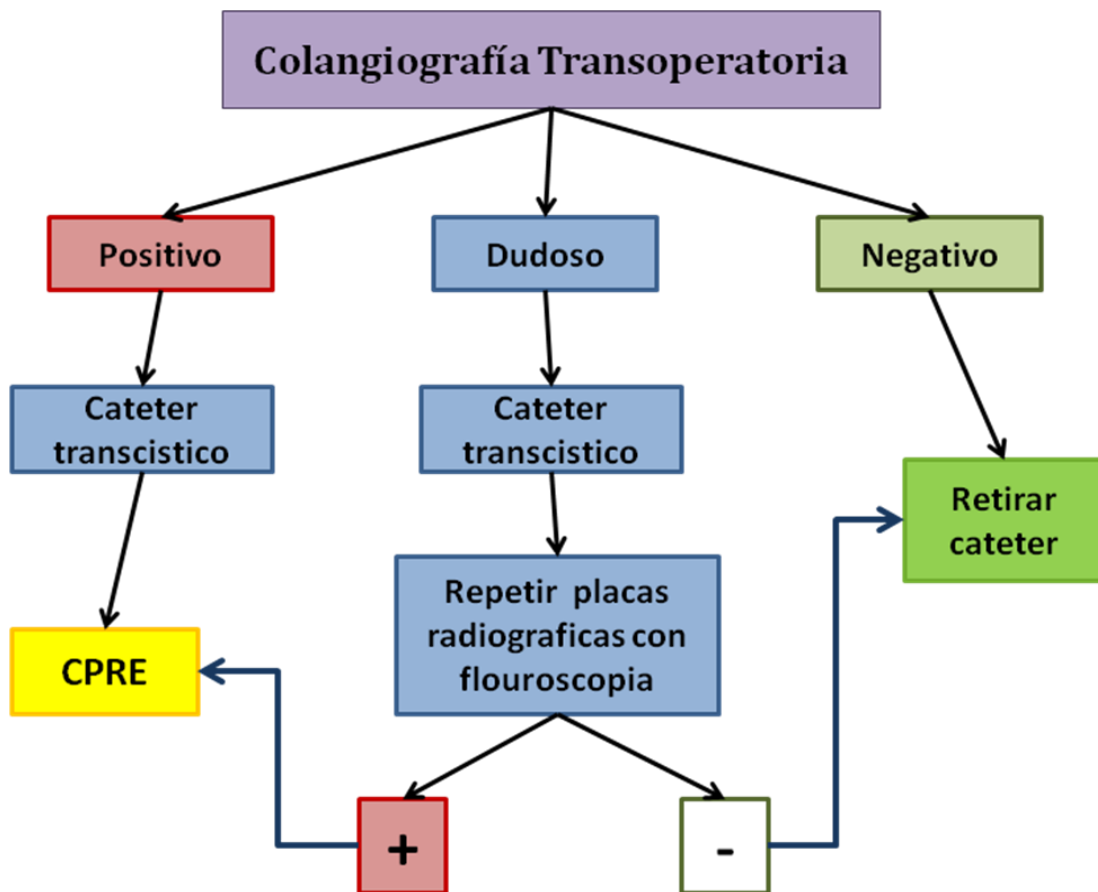 Colangiografía Transoperatoria
Positivo
Dudoso
Negativo
Cateter
transcistico
Cateter
transcistico
Retirar
cateter
Repetir placas
radiograficas con
flouroscopia
CPRE
+
-